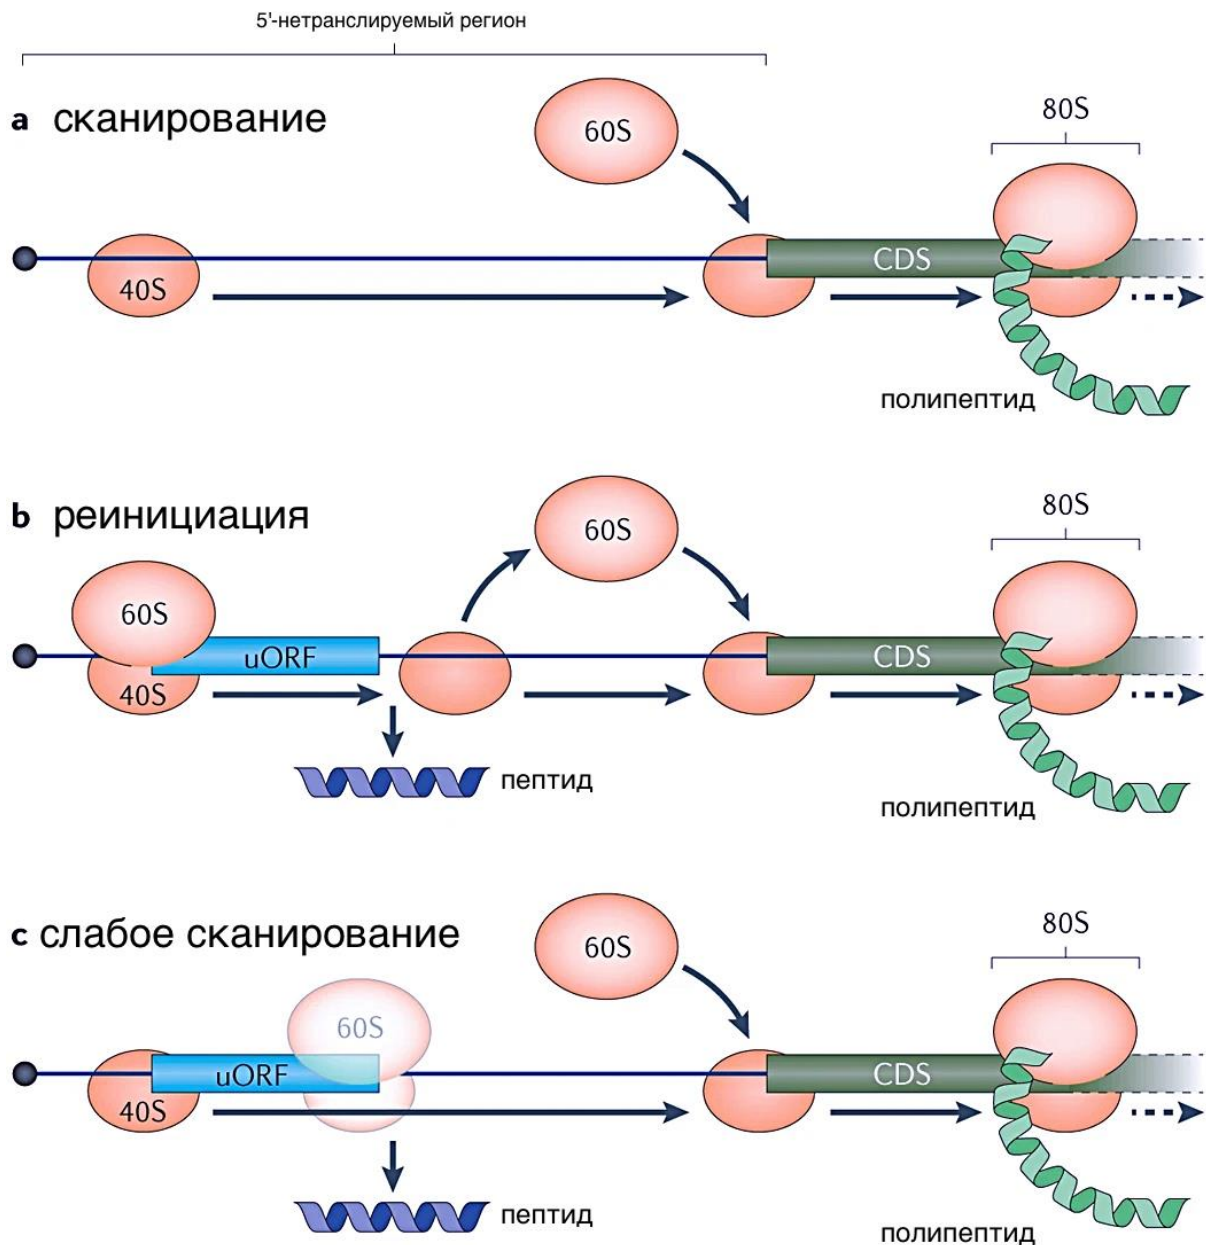 5'-нетранслируемый регион
a сканирование
60S
80S
40S
CDS
полипептид
b реинициация
60S
80S
60S
uORF
CDS
40S
пептид
полипептид
c слабое сканирование
60S
80S
60S
uORF
CDS
40S
пептид
полипептид